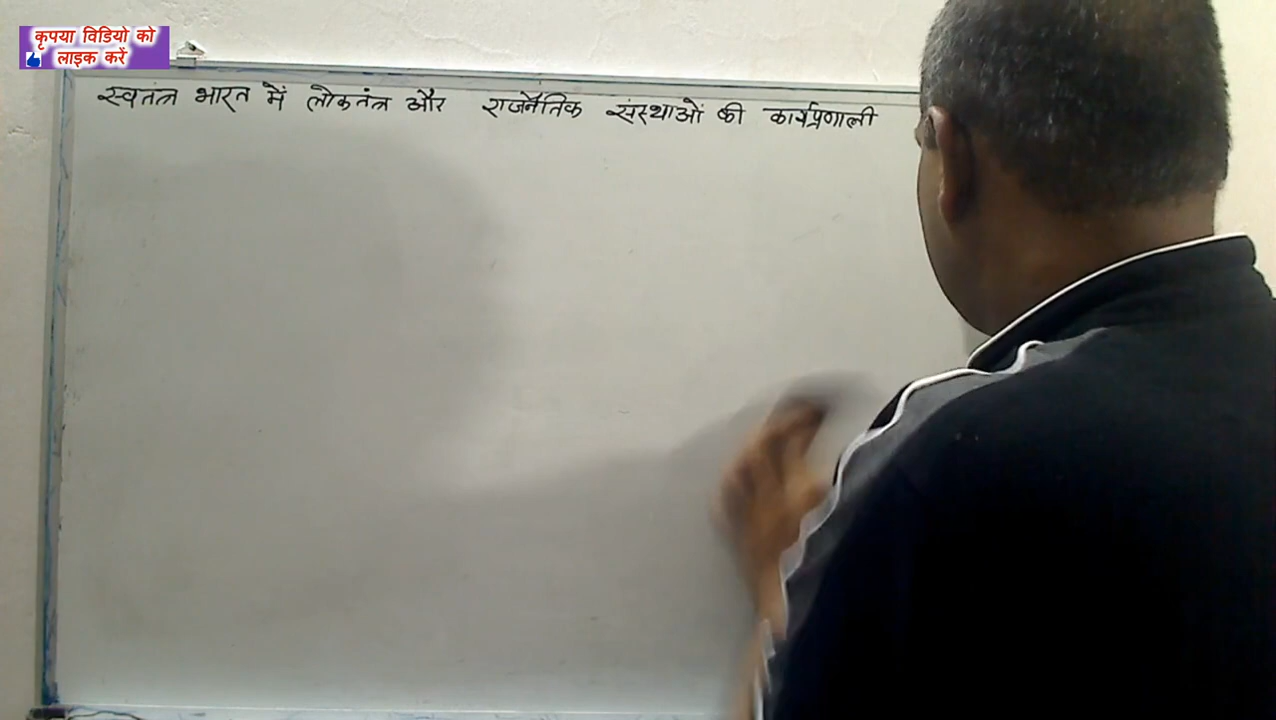 कृपया विडियो को
लाइक करें
स्वतंत्र भारत में लोकतंत्र और राजनैतिक संस्थाओं की कार्यप्रणाली